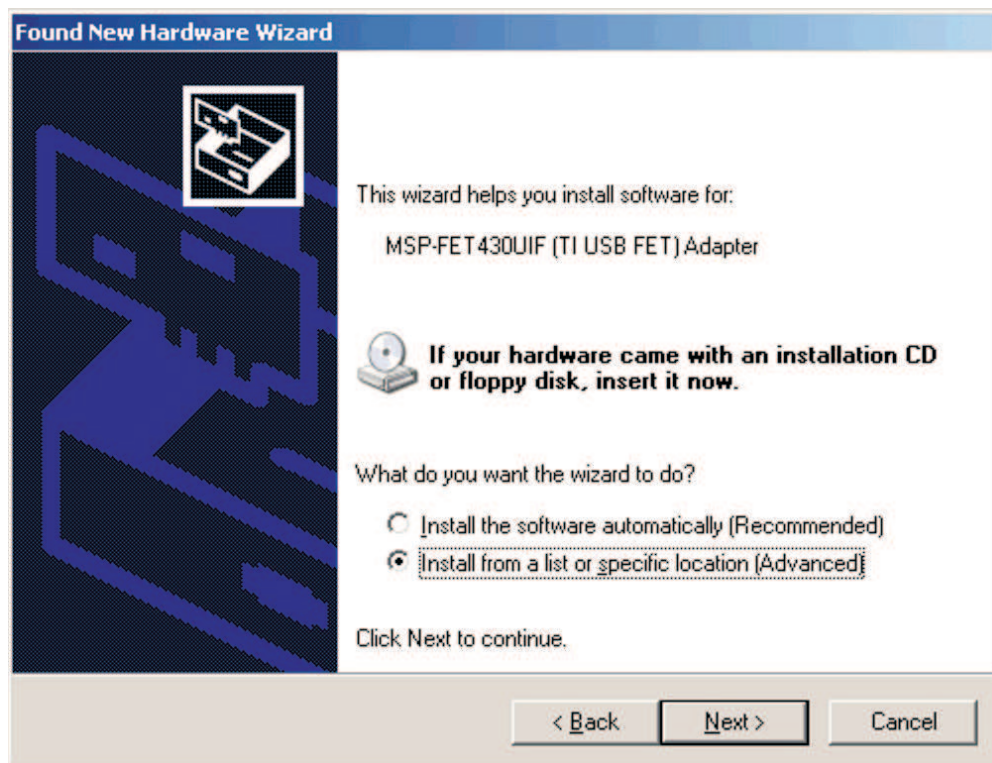 Found New Hardware Wizard
This wizard helps you install software for:
MSP-FET430UIF (TI USB FET) Adapter
If your hardware came with an installation CD
or floppy disk, insert it now.
What do you want the wizard to do?
Install the software automatically (Recommended)
Install from a list or specific location (Advanced)
Click Next to continue.
< Back
Next >
Cancel